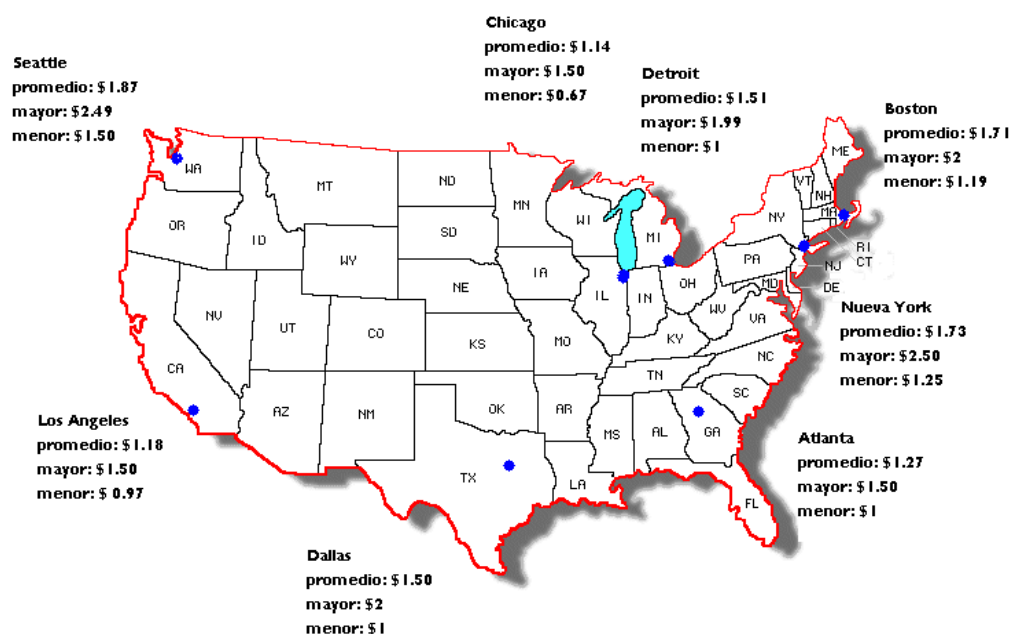 Chicago
promedio: $1.14
mayor: $1.50
menor: $0.67
Seattle
promedio: $1.87
mayor: $2.49
menor: $1.50
Detroit
promedio: $1.51
mayor: $1.99
menor: $1
Boston
promedio: $1.71
mayor: $2
menor: $1.19
WA
MT
ND
MN
ME
VT
NH
OR
ID
SD
WI
MI
NY
MA
RI
CT
WY
IA
PA
NJ
NE
IL
IN
OH
MD
DE
NV
UT
CO
KS
MO
WV
VA
KY
CA
NC
TN
AZ
NM
OK
AR
SC
MS
AL
GA
TX
LA
FL
Nueva York
promedio: $1.73
mayor: $2.50
menor: $1.25
Los Angeles
promedio: $1.18
mayor: $1.50
menor: $ 0.97
Atlanta
promedio: $1.27
mayor: $1.50
menor: $1
Dallas
promedio: $1.50
mayor: $2
menor: $1